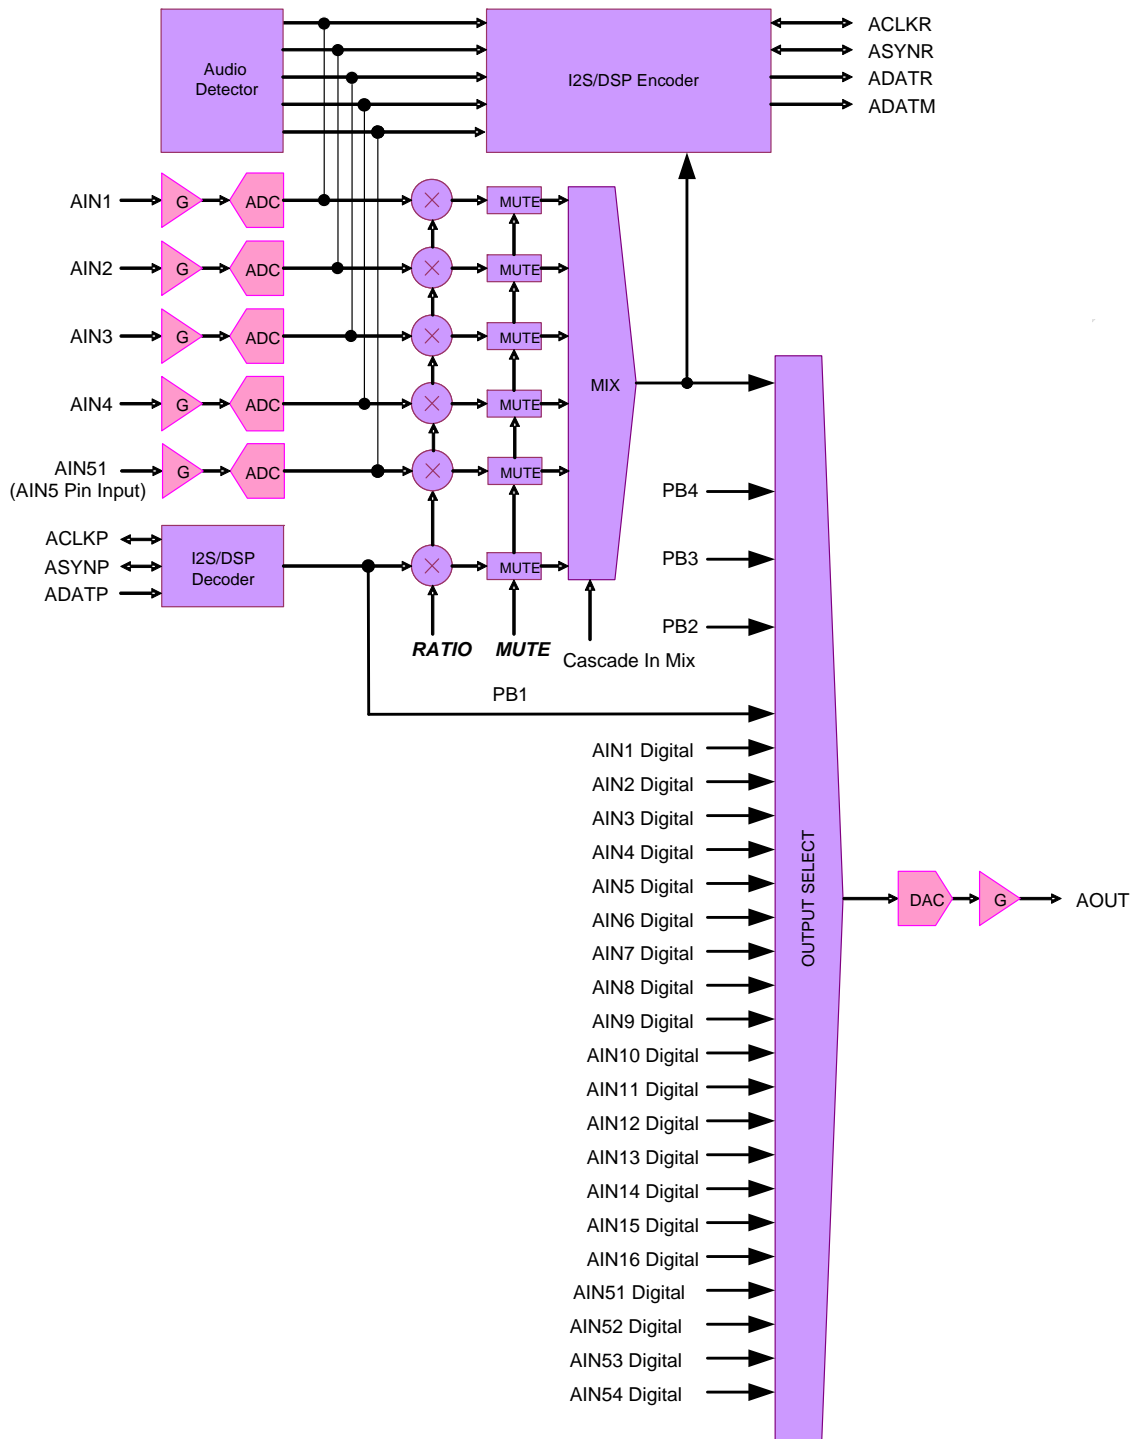 Audio
Detector
I2S/DSP Encoder
ACLKR
ASYNR
ADATR
ADATM
AIN1
G
ADC
MUTE
AIN2
G
ADC
MUTE
AIN3
G
ADC
MUTE
AIN4
G
ADC
MUTE
MIX
AIN51
(AIN5 Pin Input)
G
ADC
MUTE
PB4
ACLKP
ASYNP
ADATP
I2S/DSP
Decoder
MUTE
PB3
PB2
RATIO
MUTE
Cascade In Mix
PB1
AIN1 Digital
AIN2 Digital
AIN3 Digital
AIN4 Digital
AIN5 Digital
AIN6 Digital
AIN7 Digital
AIN8 Digital
AIN9 Digital
AIN10 Digital
AIN11 Digital
AIN12 Digital
AIN13 Digital
AIN14 Digital
AIN15 Digital
AIN16 Digital
AIN51 Digital
AIN52 Digital
AIN53 Digital
AIN54 Digital
OUTPUT SELECT
DAC
G
AOUT